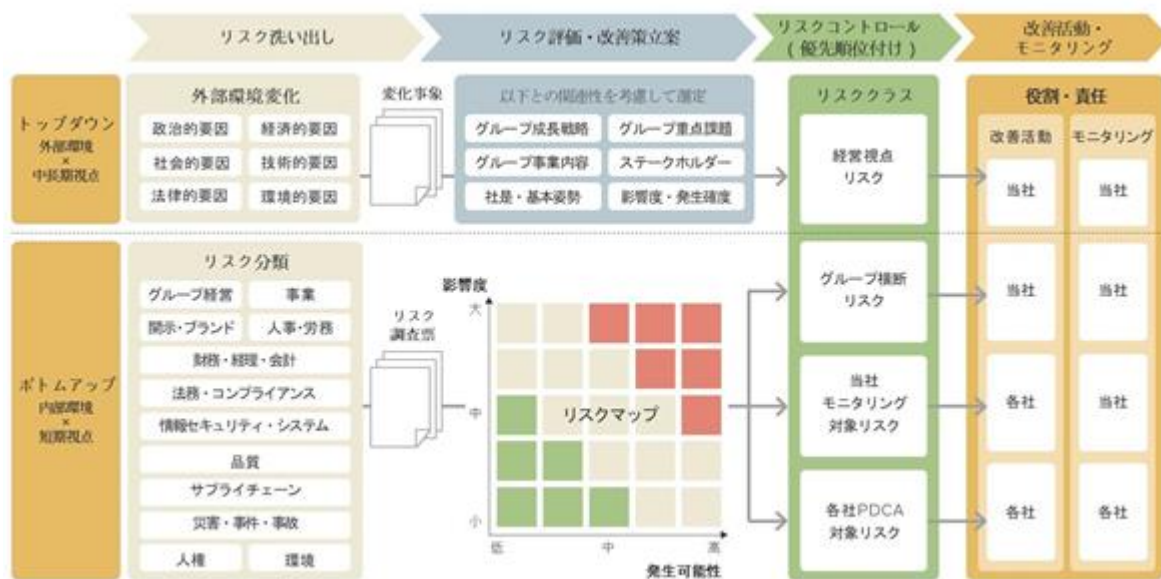 リスク洗い出し
リスク評価・改善策立案
リスクコントロール
(優先順位付け)
改善活動・
モニタリング
トップダウン
外部環境
×
中長期視点
外部環境変化
政治的要因
経済的要因
社会的要因
技術的要因
法律的要因
環境的要因
変化事象
以下との関連性を考慮して選定
グループ成長戦略
グループ重点課題
グループ事業内容
ステークホルダー
社是・基本姿勢
影響度・発生確度
リスククラス
経営視点
リスク
役割・責任
改善活動
モニタリング
当社
当社
ボトムアップ
内部環境
×
短期視点
リスク分類
グループ経営
事業
開示・ブランド
人事・労務
財務・経理・会計
法務・コンプライアンス
情報セキュリティ・システム
品質
サプライチェーン
災害・事件・事故
人権
環境
リスク
調査票
影響度
大
中
小
リスクマップ
低
中
高
発生可能性
グループ横断
リスク
当社
当社
当社
モニタリング
対象リスク
各社
当社
各社PDCA
対象リスク
各社
各社